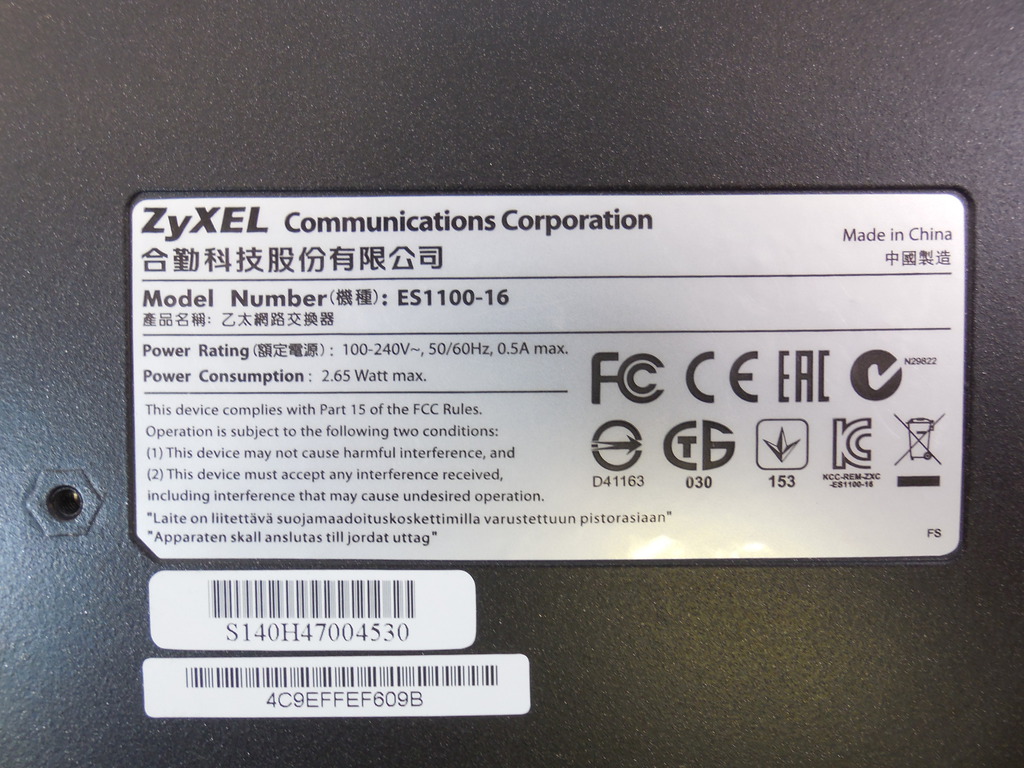 ZyXEL Communications Corporation
合勤科技股份有限公司
Made in China
中國製造
Model Number(機種): ES1100-16
產品名稱: 乙太網路交換器
Power Rating(額定電源): 100-240V~, 50/60Hz, 0.5A max.
Power Consumption: 2.65 Watt max.
FC CE EAC N29822
This device complies with Part 15 of the FCC Rules.
Operation is subject to the following two conditions:
(1) This device may not cause harmful interference, and
(2) This device must accept any interference received,
including interference that may cause undesired operation.
D41163 030 153 KCC-REM-ZXC
-ES1100-16
"Laite on liitettävä suojamaadoituskoskettimilla varustettuun pistorasiaan"
"Apparaten skall anslutas till jordat uttag"
FS
S140H47004530
4C9EFFEF609B